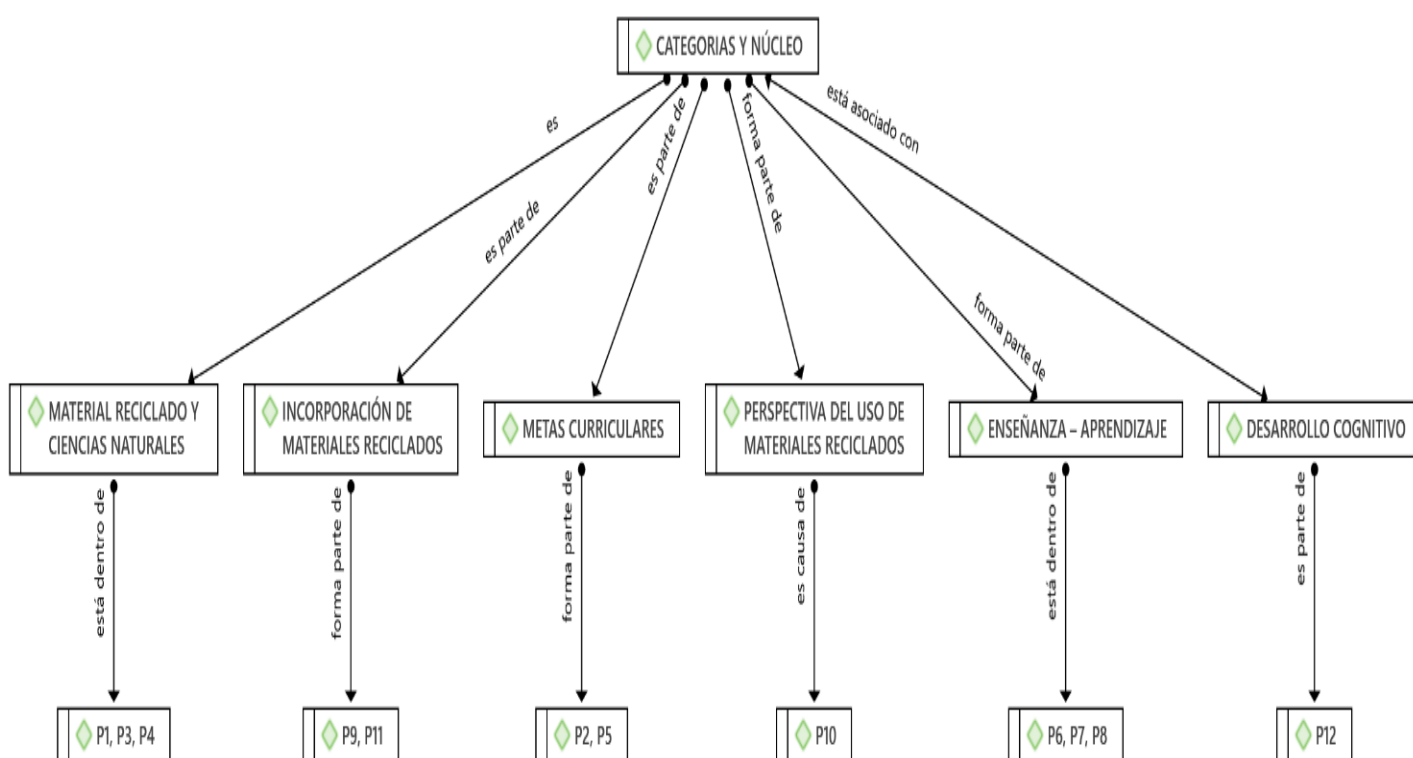 CATEGORIAS Y NÚCLEO
es
es parte de
es parte de
forma parte de
forma parte de
está asociado con
MATERIAL RECICLADO Y
CIENCIAS NATURALES
INCORPORACIÓN DE
MATERIALES RECICLADOS
METAS CURRICULARES
PERSPECTIVA DEL USO DE
MATERIALES RECICLADOS
ENSEÑANZA – APRENDIZAJE
DESARROLLO COGNITIVO
está dentro de
forma parte de
forma parte de
es causa de
está dentro de
es parte de
P1, P3, P4
P9, P11
P2, P5
P10
P6, P7, P8
P12